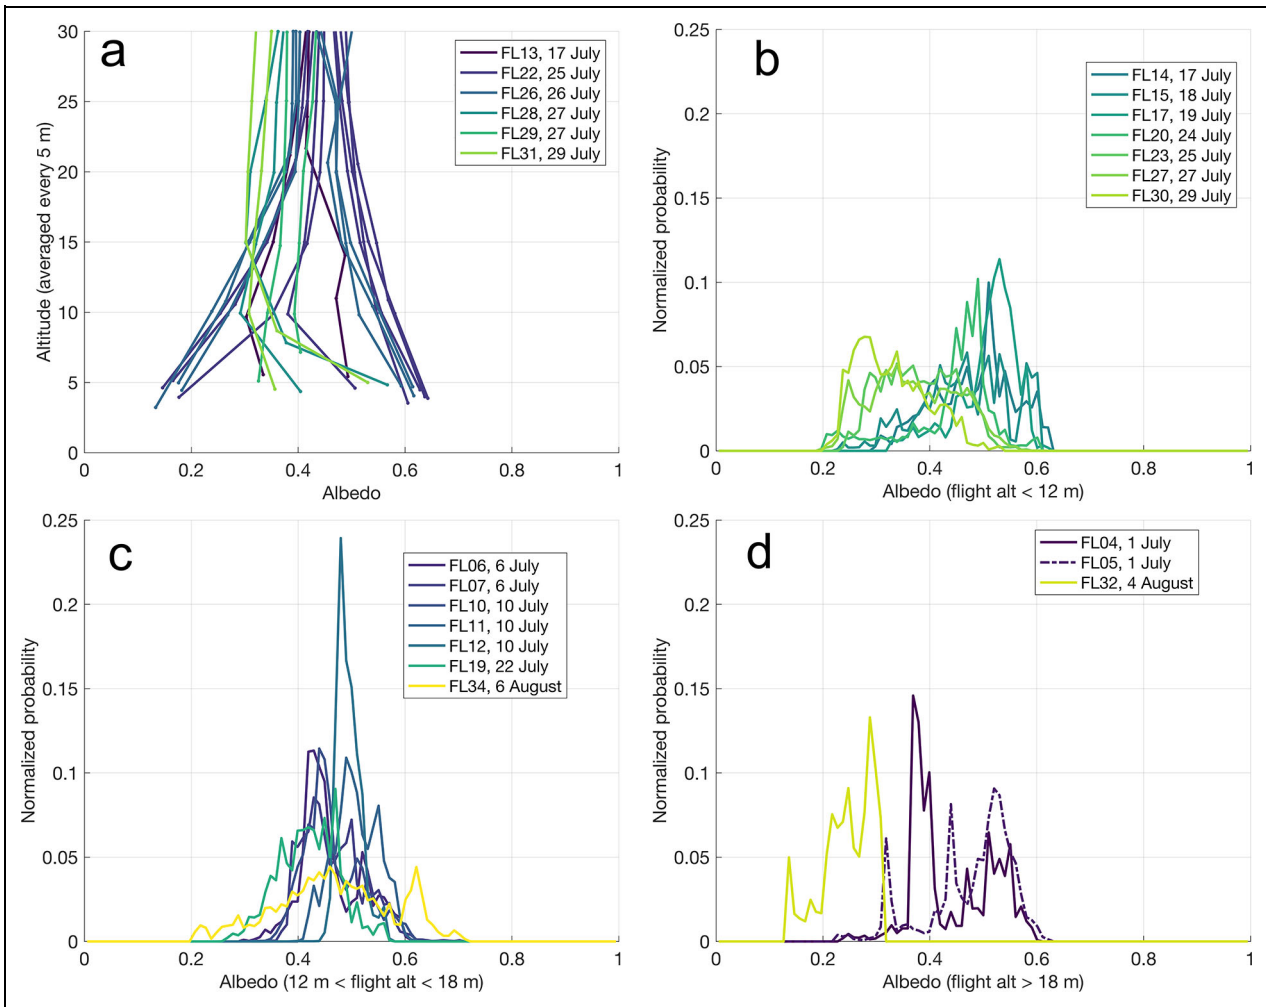 a
30
25
20
15
10
5
0
Altitude (averaged every 5 m)
0 0.2 0.4 0.6 0.8 1
Albedo
FL13, 17 July
FL22, 25 July
FL26, 26 July
FL28, 27 July
FL29, 27 July
FL31, 29 July
b
0.25
0.2
0.15
0.1
0.05
0
Normalized probability
0 0.2 0.4 0.6 0.8 1
Albedo (flight alt < 12 m)
FL14, 17 July
FL15, 18 July
FL17, 19 July
FL20, 24 July
FL23, 25 July
FL27, 27 July
FL30, 29 July
c
0.25
0.2
0.15
0.1
0.05
0
Normalized probability
0 0.2 0.4 0.6 0.8 1
Albedo (12 m < flight alt < 18 m)
FL06, 6 July
FL07, 6 July
FL10, 10 July
FL11, 10 July
FL12, 10 July
FL19, 22 July
FL34, 6 August
d
0.25
0.2
0.15
0.1
0.05
0
Normalized probability
0 0.2 0.4 0.6 0.8 1
Albedo (flight alt > 18 m)
FL04, 1 July
FL05, 1 July
FL32, 4 August